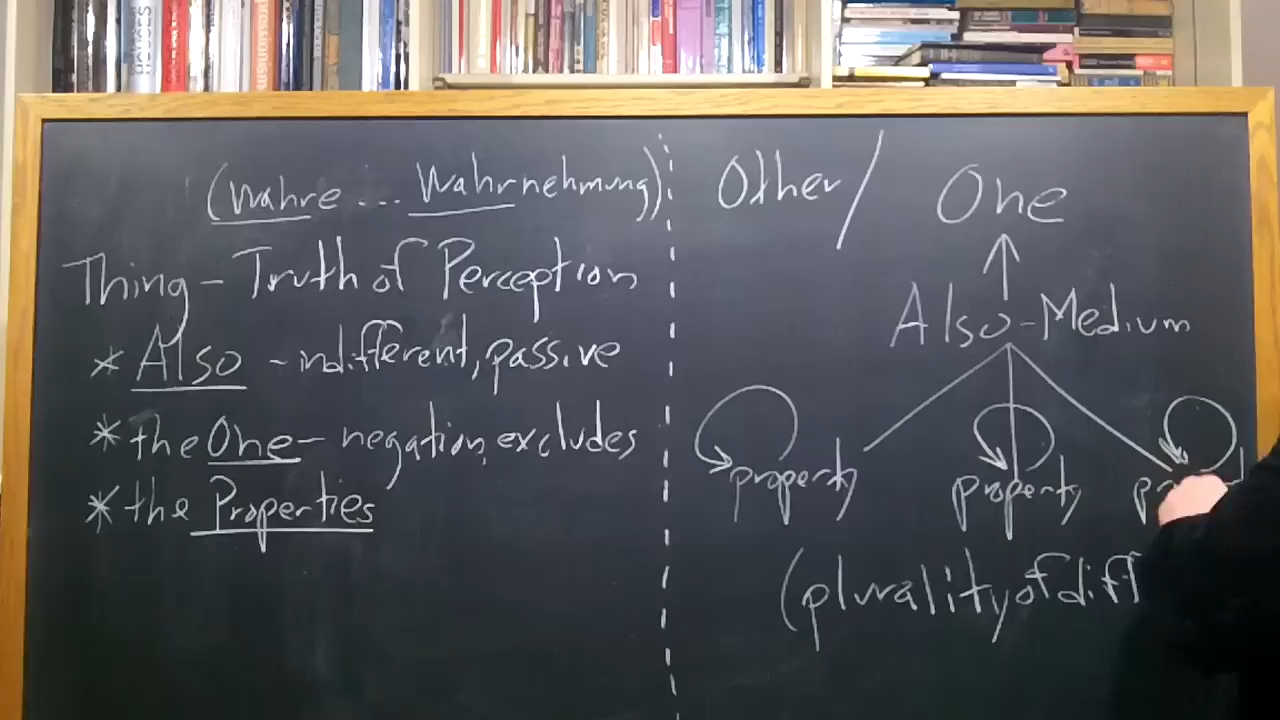 (Wahre ... Wahrnehmung)
Thing - Truth of Perception
* Also - indifferent, passive
* the One - negation, excludes
* the Properties
Other / One
Also-Medium
property property
(plurality of diff